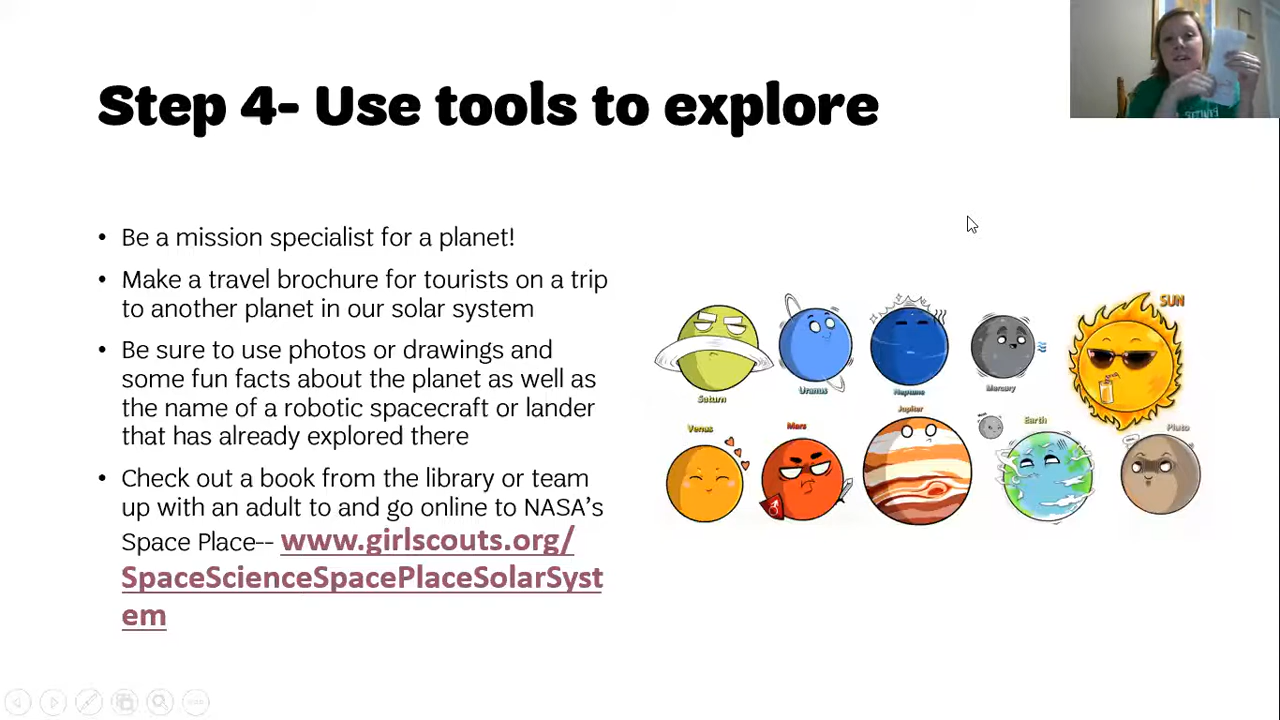 Step 4- Use tools to explore
• Be a mission specialist for a planet!
• Make a travel brochure for tourists on a trip
to another planet in our solar system
• Be sure to use photos or drawings and
some fun facts about the planet as well as
the name of a robotic spacecraft or lander
that has already explored there
• Check out a book from the library or team
up with an adult to and go online to NASA’s
Space Place-- www.girlscouts.org/
SpaceScienceSpacePlaceSolarSyst
em
SUN
Saturn
Uranus
Neptune
Mercury
Venus
Mars
Jupiter
Earth
Pluto